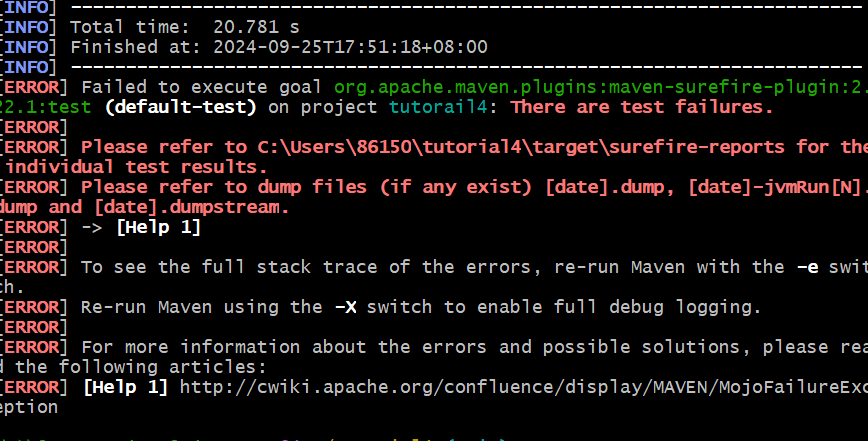 [INFO] ------------------------------------------------------------------------
[INFO] Total time:  20.781 s
[INFO] Finished at: 2024-09-25T17:51:18+08:00
[INFO] ------------------------------------------------------------------------
[ERROR] Failed to execute goal org.apache.maven.plugins:maven-surefire-plugin:2.
22.1:test (default-test) on project tutorail4: There are test failures.
[ERROR]
[ERROR] Please refer to C:\Users\86150\tutorial4\target\surefire-reports for the
 individual test results.
[ERROR] Please refer to dump files (if any exist) [date].dump, [date]-jvmRun[N].
dump and [date].dumpstream.
[ERROR] -> [Help 1]
[ERROR]
[ERROR] To see the full stack trace of the errors, re-run Maven with the -e swit
ch.
[ERROR] Re-run Maven using the -X switch to enable full debug logging.
[ERROR]
[ERROR] For more information about the errors and possible solutions, please rea
d the following articles:
[ERROR] [Help 1] http://cwiki.apache.org/confluence/display/MAVEN/MojoFailureExc
eption